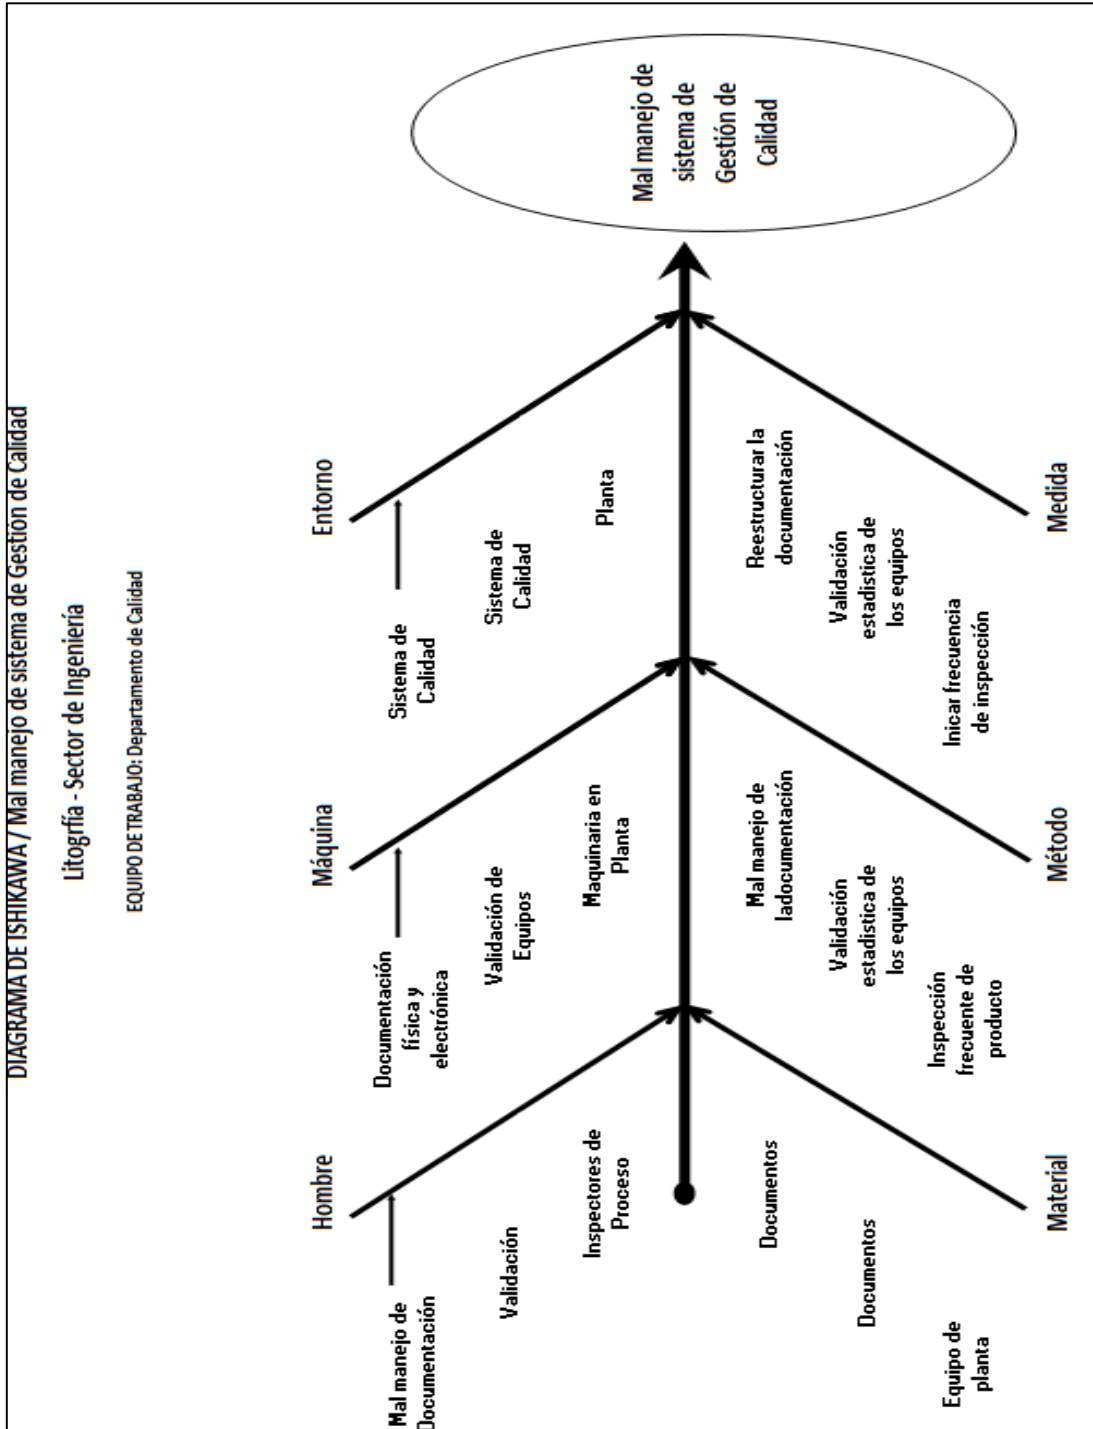 DIAGRAMA DE ISHIKAWA / Mal manejo de sistema de Gestión de Calidad
Litogrfía - Sector de Ingeniería
EQUIPO DE TRABAJO: Departamento de Calidad
Hombre
Máquina
Entorno
Mal manejo de
Documentación
Validación
Inspectores de
Proceso
Documentación
física y
electrónica
Validación de
Equipos
Maquinaria en
Planta
Sistema de
Calidad
Sistema de
Calidad
Planta
Mal manejo de
sistema de
Gestión de
Calidad
Documentos
Documentos
Equipo de
planta
Mal manejo de
ladocumentación
Validación
estadistica de
los equipos
Inspección
frecuente de
producto
Reestructurar la
documentación
Validación
estadistica de
los equipos
Inicar frecuencia
de inspección
Material
Método
Medida